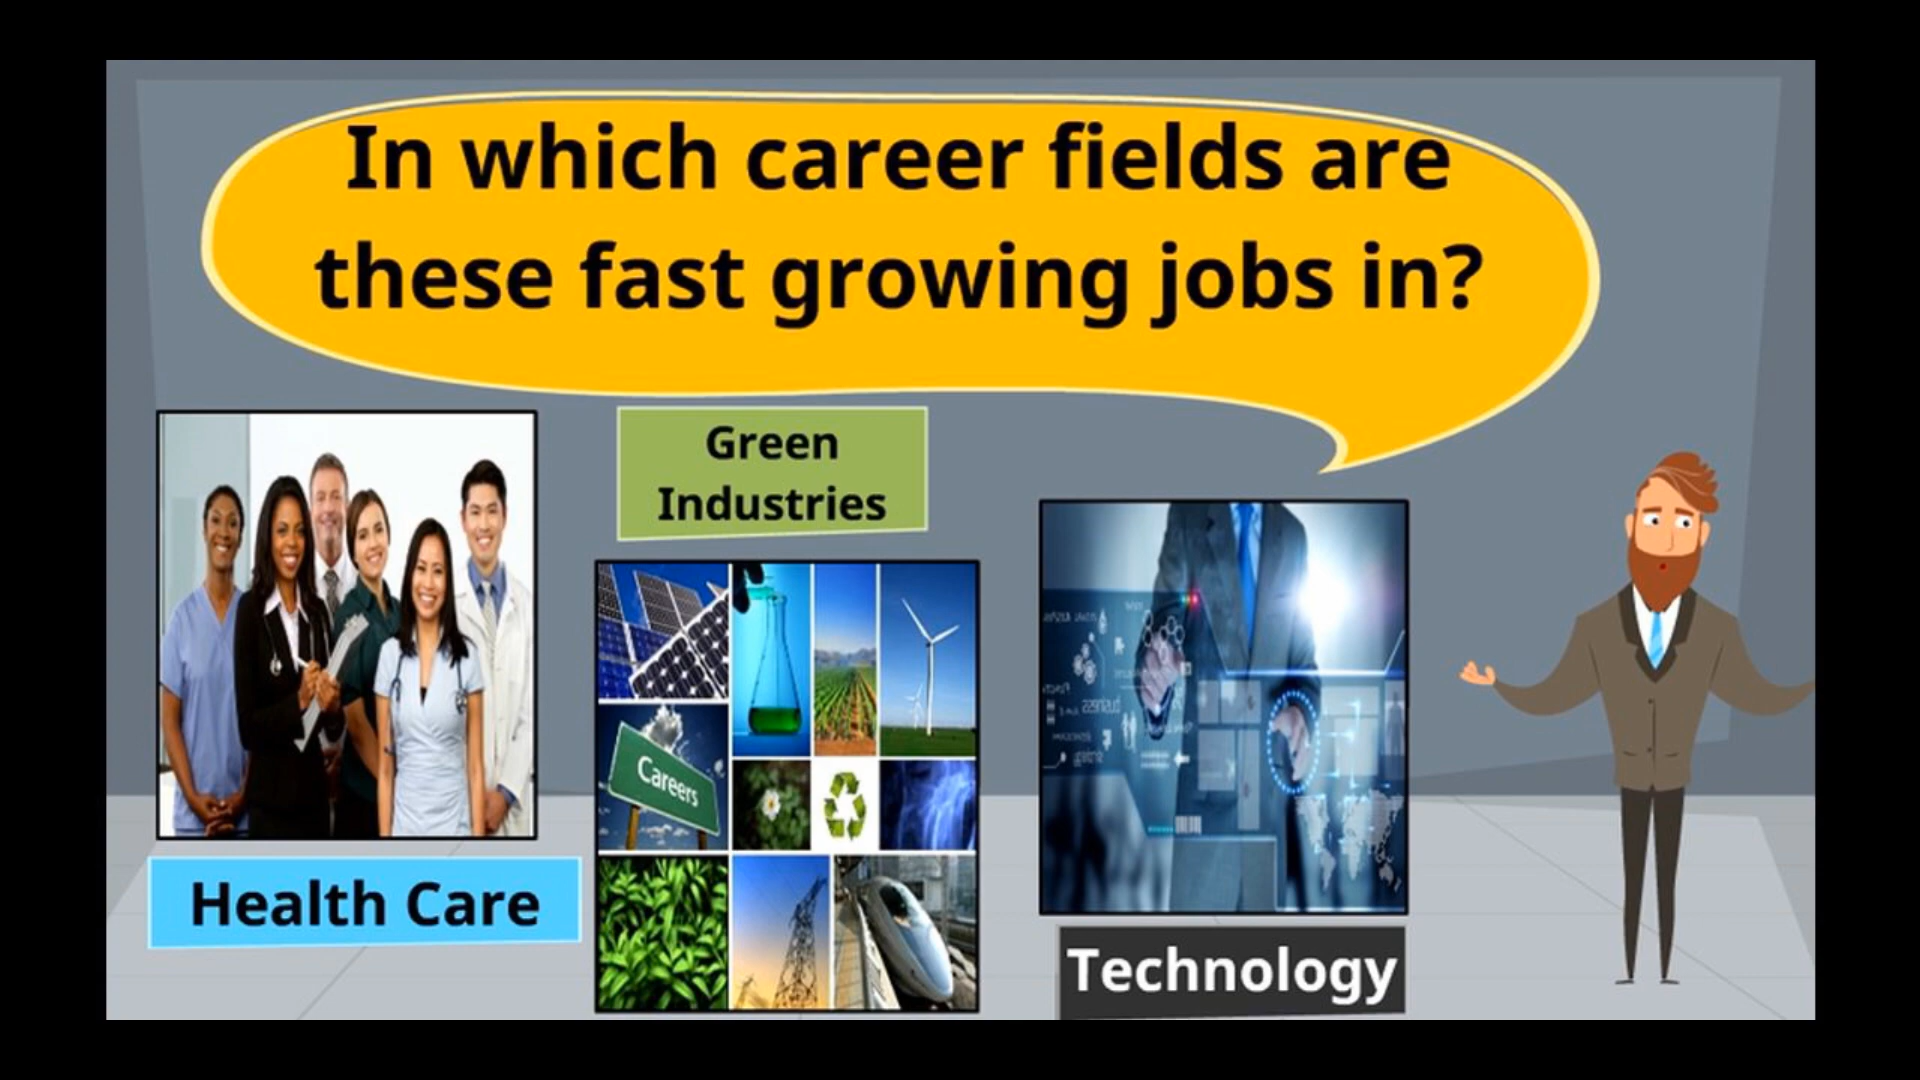 In which career fields are
these fast growing jobs in?
Green
Industries
Careers
Health Care
Technology